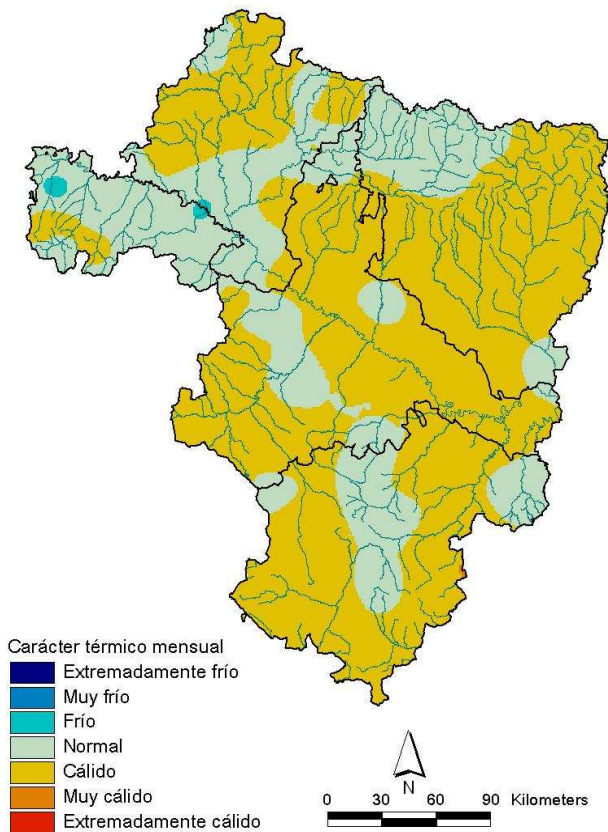 Carácter térmico mensual
Extremadamente frío
Muy frío
Frío
Normal
Cálido
Muy cálido
Extremadamente cálido
N
0 30 60 90 Kilometers